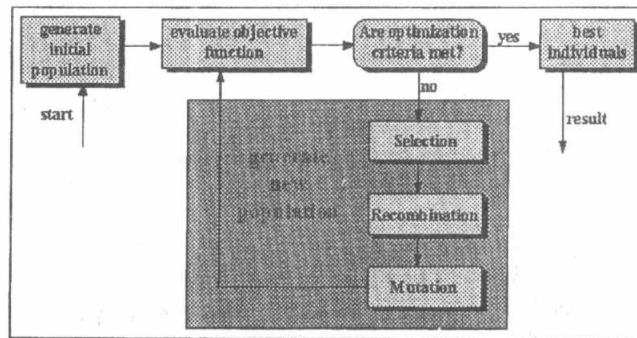 generate
initial
population
evaluate objective
function
Are optimization
criteria met?
yes
best
individuals
start
no
result
generate
new
population
Selection
Recombination
Mutation